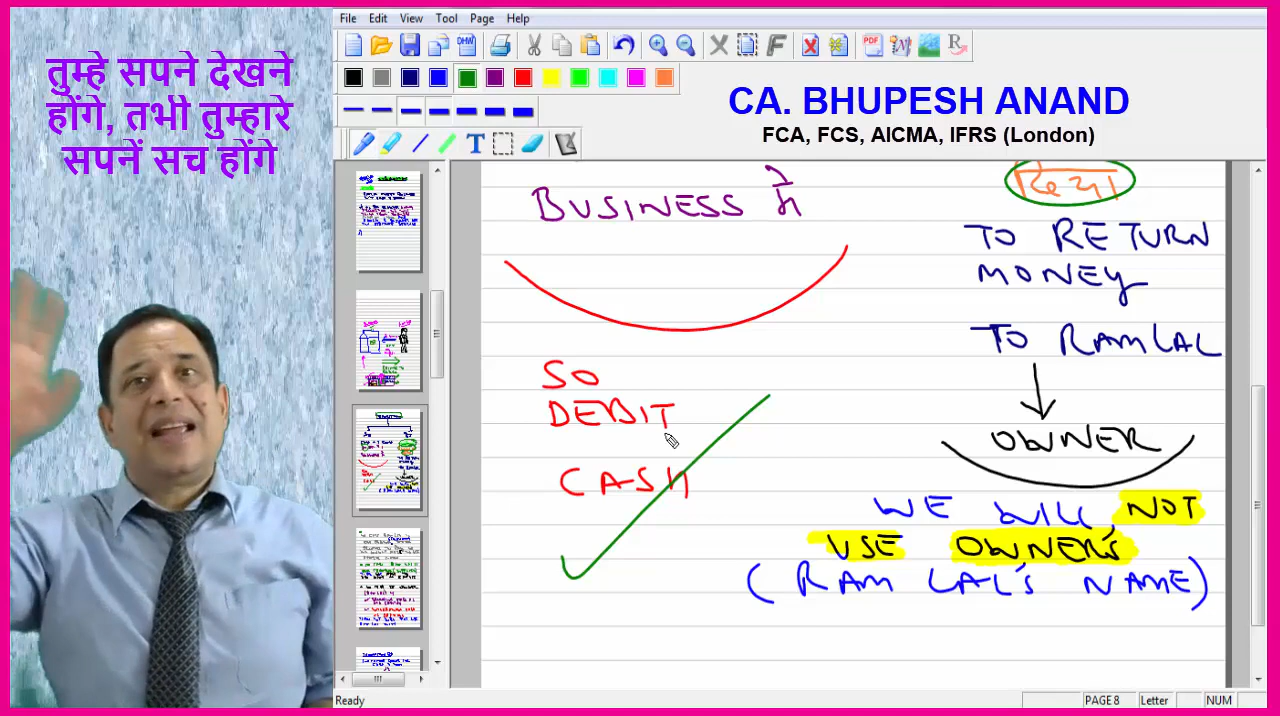 तुम्हे सपने देखने
होंगे, तभी तुम्हारे
सपनें सच होंगे
File Edit View Tool Page Help
CA. BHUPESH ANAND
FCA, FCS, AICMA, IFRS (London)
BUSINESS
TO RETURN
MONEY
TO RAMLAL
SO
DEBIT
CASH
OWNER
WE WILL NOT
USE OWNER'S
(RAM LAL'S NAME)
Ready
PAGE 8
Letter
NUM